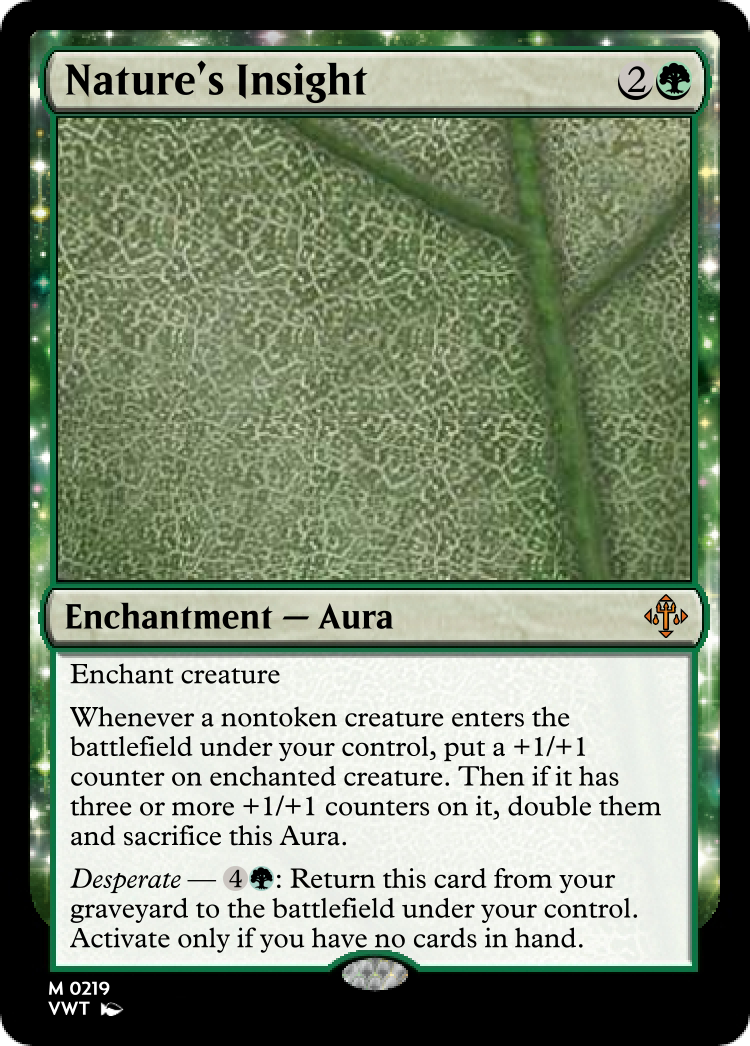 Nature's Insight 2
Enchantment — Aura
Enchant creature
Whenever a nontoken creature enters the
battlefield under your control, put a +1/+1
counter on enchanted creature. Then if it has
three or more +1/+1 counters on it, double them
and sacrifice this Aura.
Desperate — 4 : Return this card from your
graveyard to the battlefield under your control.
Activate only if you have no cards in hand.
M 0219
VWT